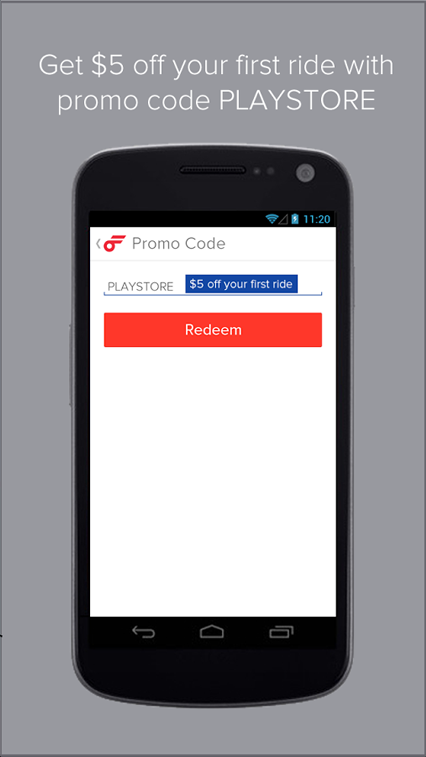 Get $5 off your first ride with
promo code PLAYSTORE
11:20
Promo Code
PLAYSTORE $5 off your first ride
Redeem